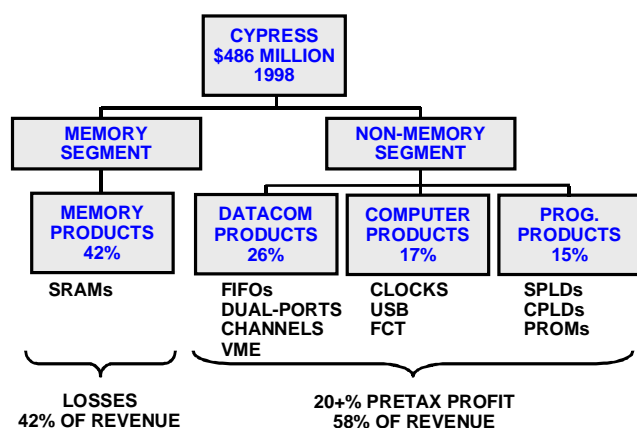 CYPRESS
$486 MILLION
1998
MEMORY
SEGMENT
NON-MEMORY
SEGMENT
MEMORY
PRODUCTS
42%
DATACOM
PRODUCTS
26%
COMPUTER
PRODUCTS
17%
PROG.
PRODUCTS
15%
SRAMs
FIFOs
DUAL-PORTS
CHANNELS
VME
CLOCKS
USB
FCT
SPLDs
CPLDs
PROMs
LOSSES
42% OF REVENUE
20+% PRETAX PROFIT
58% OF REVENUE